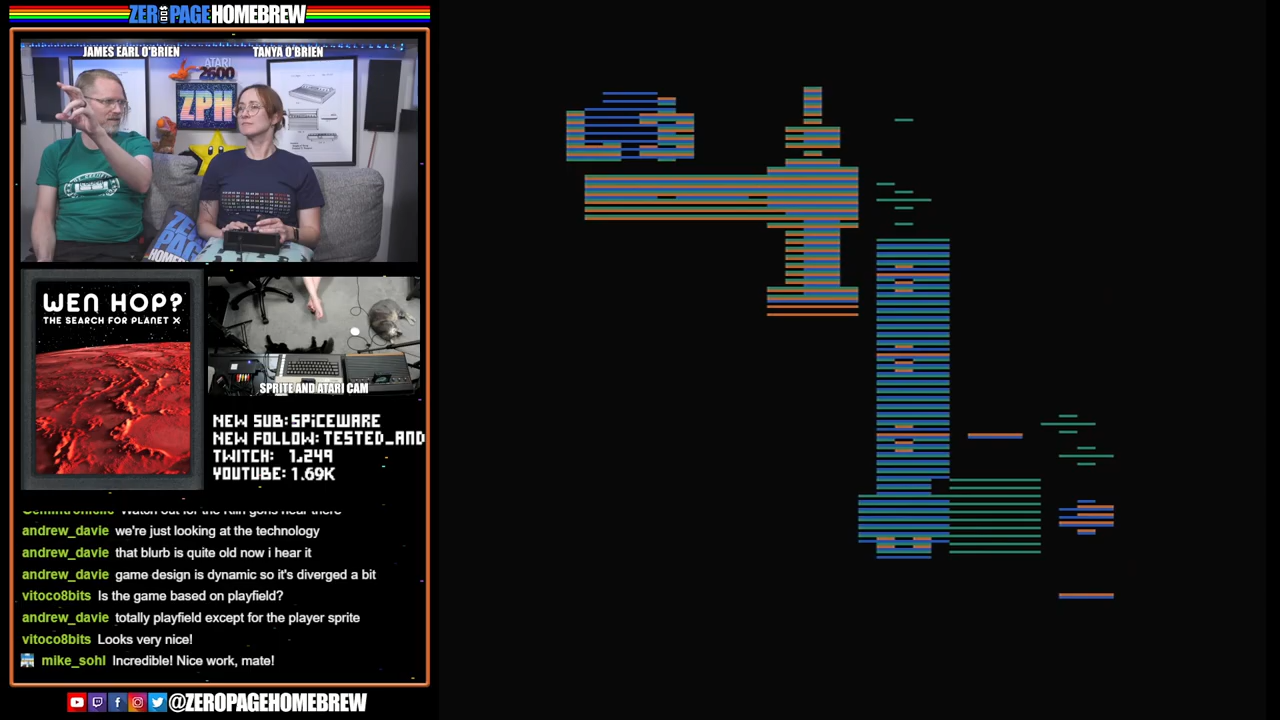 ZEROPAGE HOMEBREW
JAMES EARL O'BRIEN
TANYA O'BRIEN
ATARI
2600
ZPH
WEN HOP?
THE SEARCH FOR PLANET X
SPRITE AND ATARI CAM
NEW SUB: SPICEWARE
NEW FOLLOW: TESTED_AND
TWITCH: 1,249
YOUTUBE: 1.69K
andrew_davie we're just looking at the technology
andrew_davie that blurb is quite old now i hear it
andrew_davie game design is dynamic so it's diverged a bit
vitoco8bits Is the game based on playfield?
andrew_davie totally playfield except for the player sprite
vitoco8bits Looks very nice!
mike_sohl Incredible! Nice work, mate!
@ZEROPAGEHOMEBREW